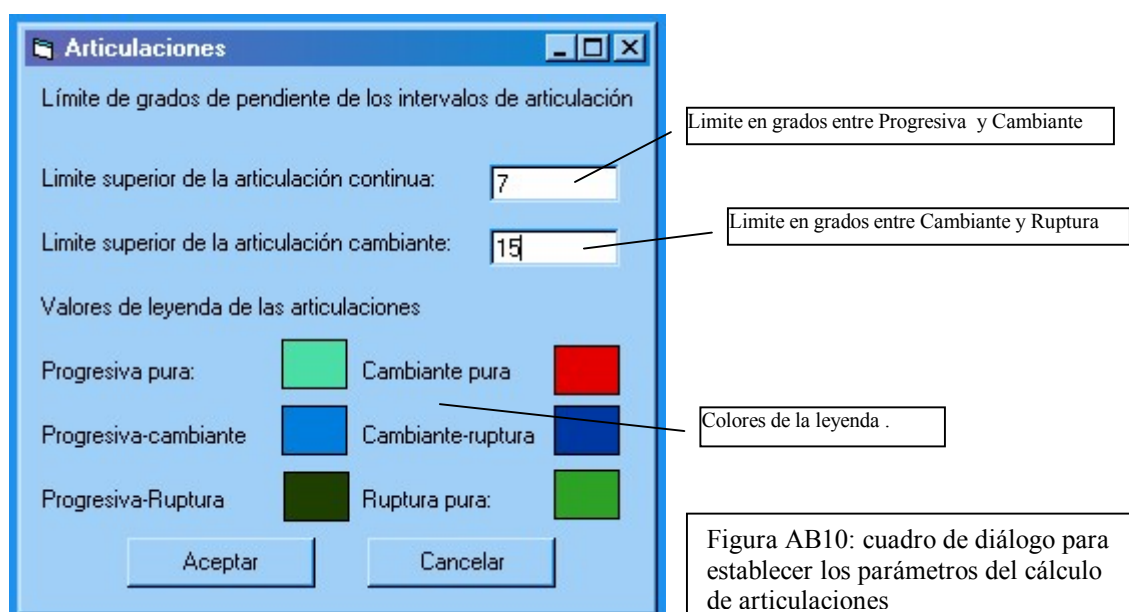 Articulaciones
Límite de grados de pendiente de los intervalos de articulación
Limite en grados entre Progresiva y Cambiante
Limite superior de la articulación continua:
7
Limite en grados entre Cambiante y Ruptura
Limite superior de la articulación cambiante:
15
Valores de leyenda de las articulaciones
Progresiva pura:
Cambiante pura
Colores de la leyenda .
Progresiva-cambiante
Cambiante-ruptura
Progresiva-Ruptura
Ruptura pura:
Aceptar
Cancelar
Figura AB10: cuadro de diálogo para
establecer los parámetros del cálculo
de articulaciones